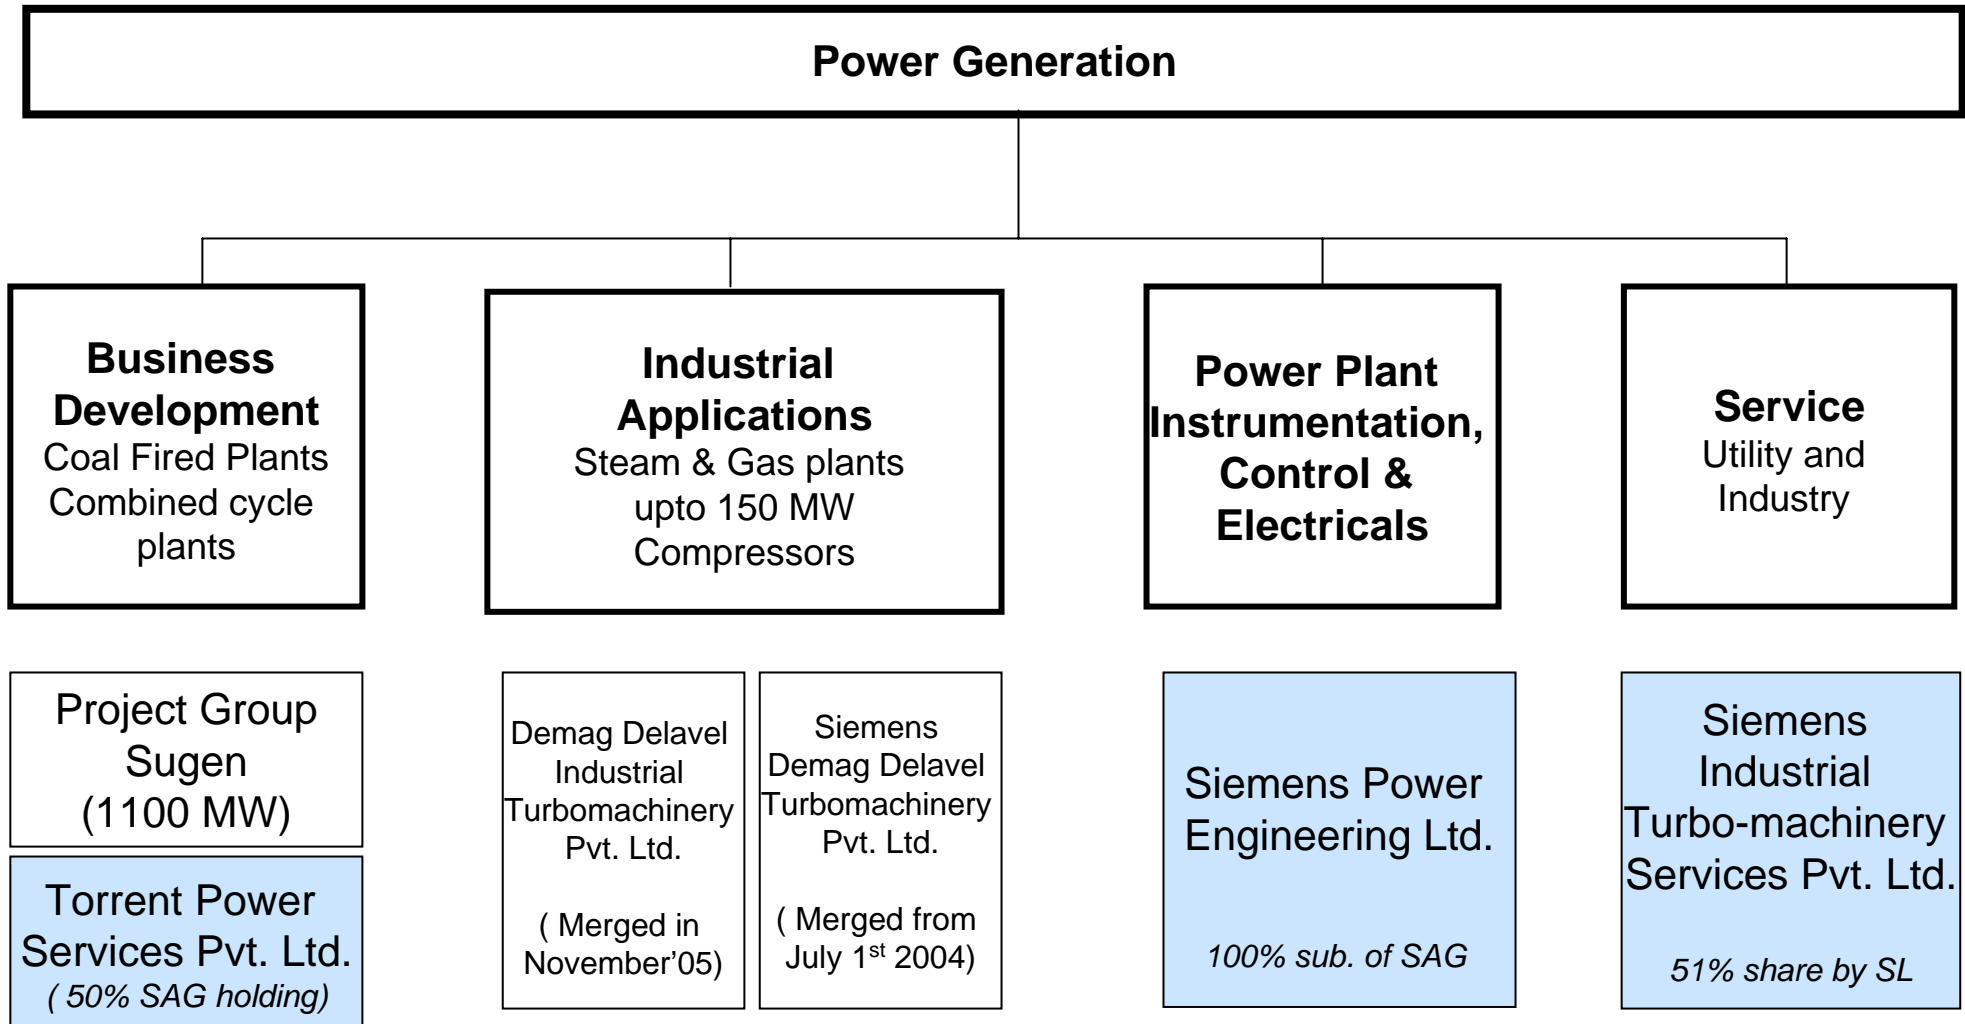 Power Generation
Business
Development
Coal Fired Plants
Combined cycle
plants
Industrial
Applications
Steam & Gas plants
upto 150 MW
Compressors
Power Plant
Instrumentation,
Control &
Electricals
Service
Utility and
Industry
Project Group
Sugen
(1100 MW)
Torrent Power
Services Pvt. Ltd.
( 50% SAG holding)
Demag Delavel
Industrial
Turbomachinery
Pvt. Ltd.
( Merged in
November’05)
Siemens
Demag Delavel
Turbomachinery
Pvt. Ltd.
( Merged from
July 1st 2004)
Siemens Power
Engineering Ltd.
100% sub. of SAG
Siemens
Industrial
Turbo-machinery
Services Pvt. Ltd.
51% share by SL